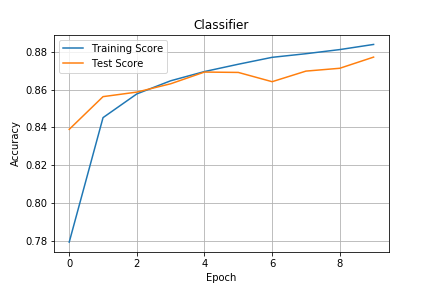 Classifier
Training Score
Test Score
0.88
0.86
0.84
0.82
0.80
0.78
Accuracy
0 2 4 6 8
Epoch